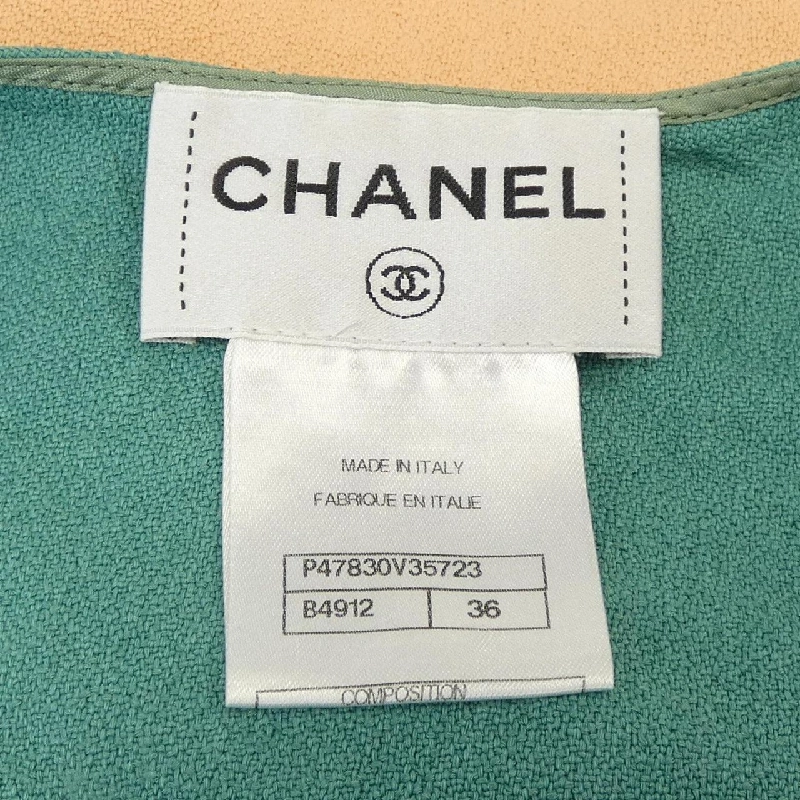 CHANEL
MADE IN ITALY
FABRIQUE EN ITALIE
P47830V35723
B4912 36
COMPOSITION